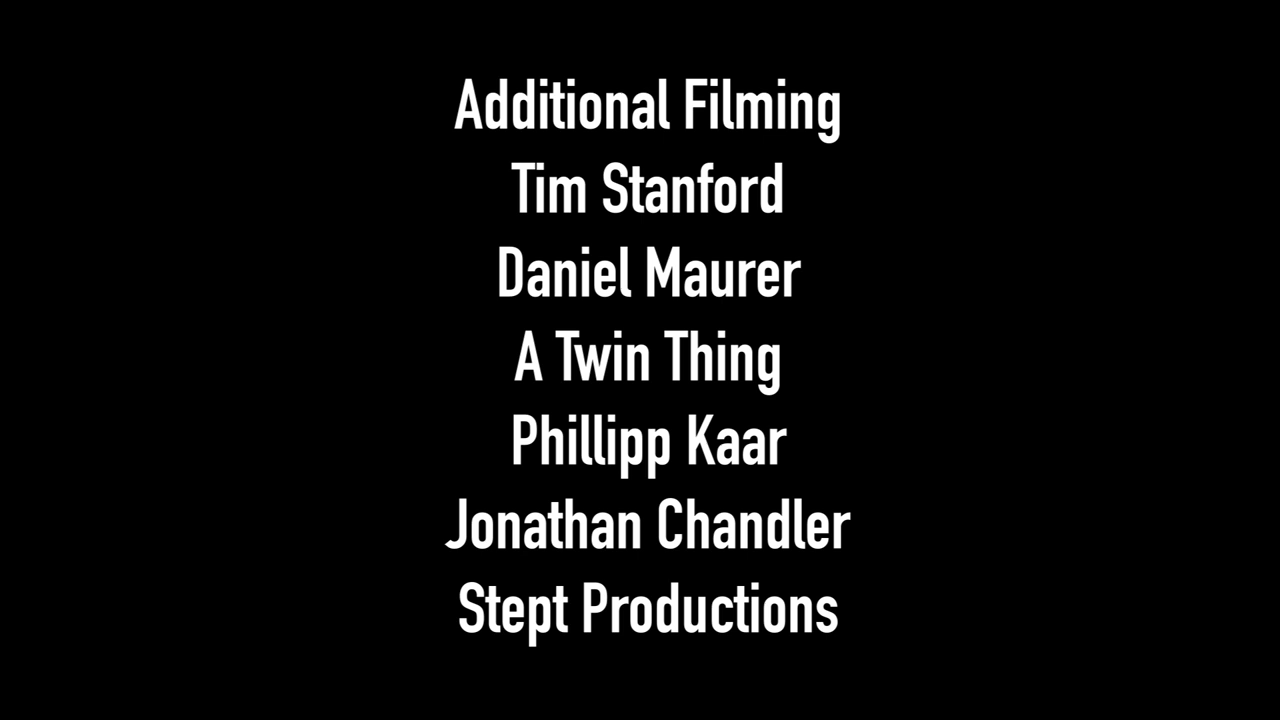 Additional Filming
Tim Stanford
Daniel Maurer
A Twin Thing
Phillipp Kaar
Jonathan Chandler
Stept Productions